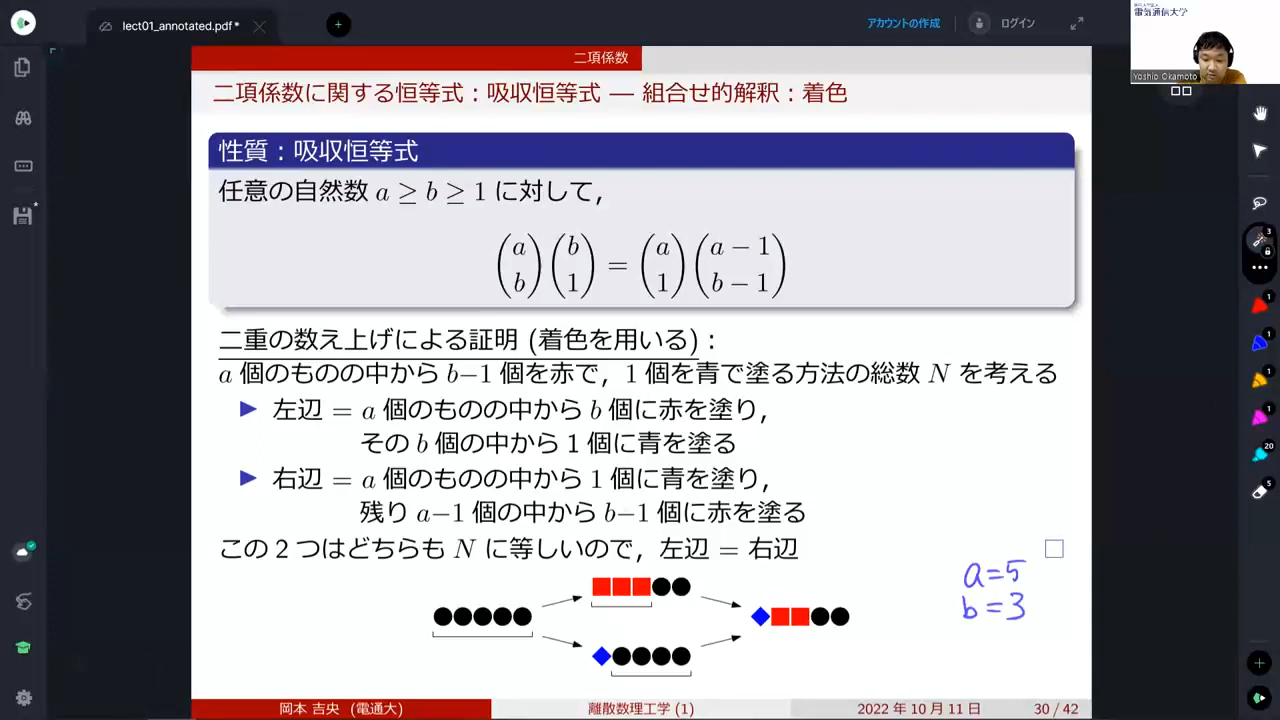 lect01_annotated.pdf*
アカウントの作成
ログイン
電気通信大学
Yoshio Okamoto
二項係数
二項係数に関する恒等式：吸収恒等式 — 組合せ的解釈：着色
性質：吸収恒等式
任意の自然数 a ≥ b ≥ 1 に対して，
(a b)(b 1) = (a 1)(a − 1 b − 1)
二重の数え上げによる証明 (着色を用いる)：
a 個のものの中から b−1 個を赤で，1 個を青で塗る方法の総数 N を考える
▶ 左辺 = a 個のものの中から b 個に赤を塗り，
その b 個の中から 1 個に青を塗る
▶ 右辺 = a 個のものの中から 1 個に青を塗り，
残り a−1 個の中から b−1 個に赤を塗る
この 2 つはどちらも N に等しいので，左辺 = 右辺
a=5
b=3
岡本 吉央 (電通大)
離散数理工学 (1)
2022 年 10 月 11 日
30 / 42
3
1
1
1
1
20
5